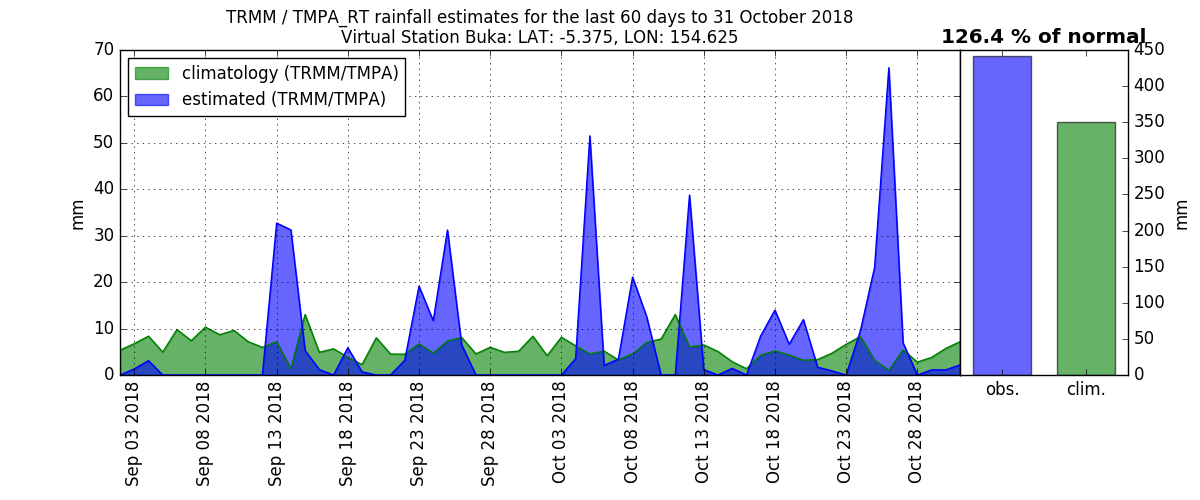 TRMM / TMPA_RT rainfall estimates for the last 60 days to 31 October 2018
Virtual Station Buka: LAT: -5.375, LON: 154.625
126.4 % of normal
climatology (TRMM/TMPA)
estimated (TRMM/TMPA)
70
60
50
40
30
20
10
0
mm
450
400
350
300
250
200
150
100
50
0
mm
Sep 03 2018
Sep 08 2018
Sep 13 2018
Sep 18 2018
Sep 23 2018
Sep 28 2018
Oct 03 2018
Oct 08 2018
Oct 13 2018
Oct 18 2018
Oct 23 2018
Oct 28 2018
obs.
clim.